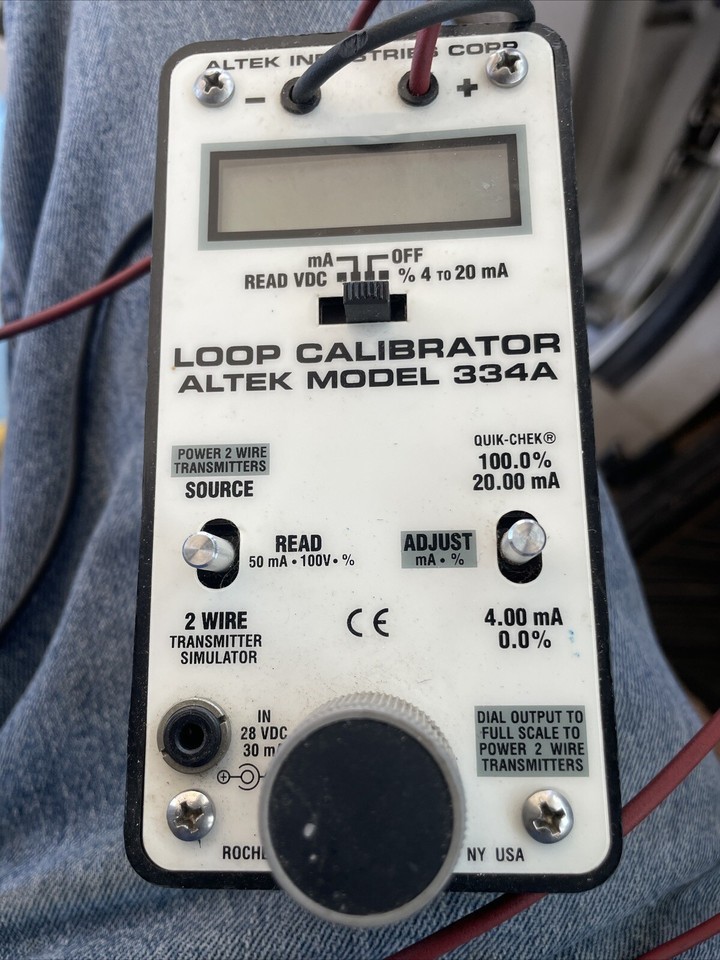 ALTEK INDUSTRIES CORP
− +
mA OFF
READ VDC % 4 TO 20 mA
LOOP CALIBRATOR
ALTEK MODEL 334A
POWER 2 WIRE
TRANSMITTERS
SOURCE
QUIK-CHEK®
100.0%
20.00 mA
READ
50 mA • 100V • %
ADJUST
mA • %
2 WIRE
TRANSMITTER
SIMULATOR
CE
4.00 mA
0.0%
IN
28 VDC
30 mA
DIAL OUTPUT TO
FULL SCALE TO
POWER 2 WIRE
TRANSMITTERS
NY USA